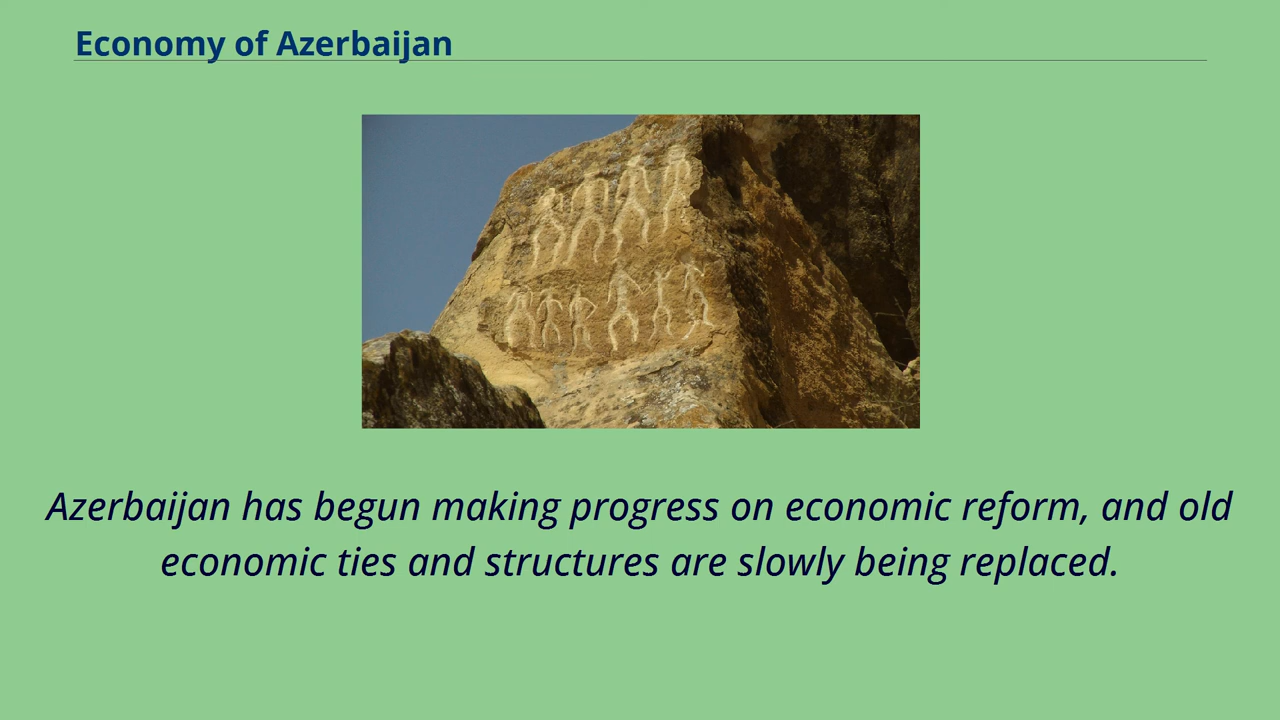 Economy of Azerbaijan
Azerbaijan has begun making progress on economic reform, and old
economic ties and structures are slowly being replaced.